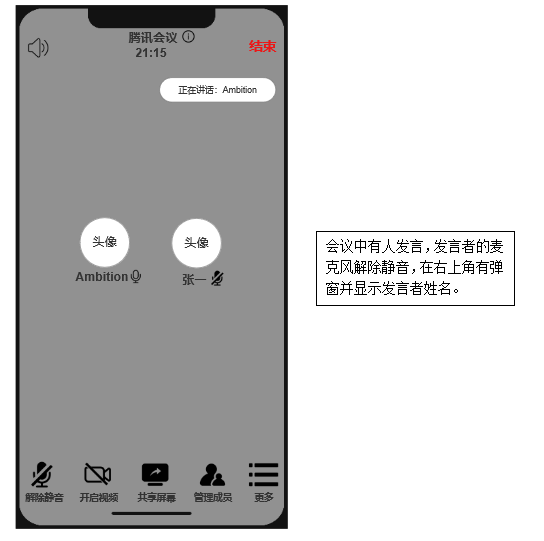 腾讯会议
21:15
结束
正在讲话：Ambition
头像
头像
Ambition
张一
会议中有人发言，发言者的麦
克风解除静音，在右上角有弹
窗并显示发言者姓名。
解除静音
开启视频
共享屏幕
管理成员
更多